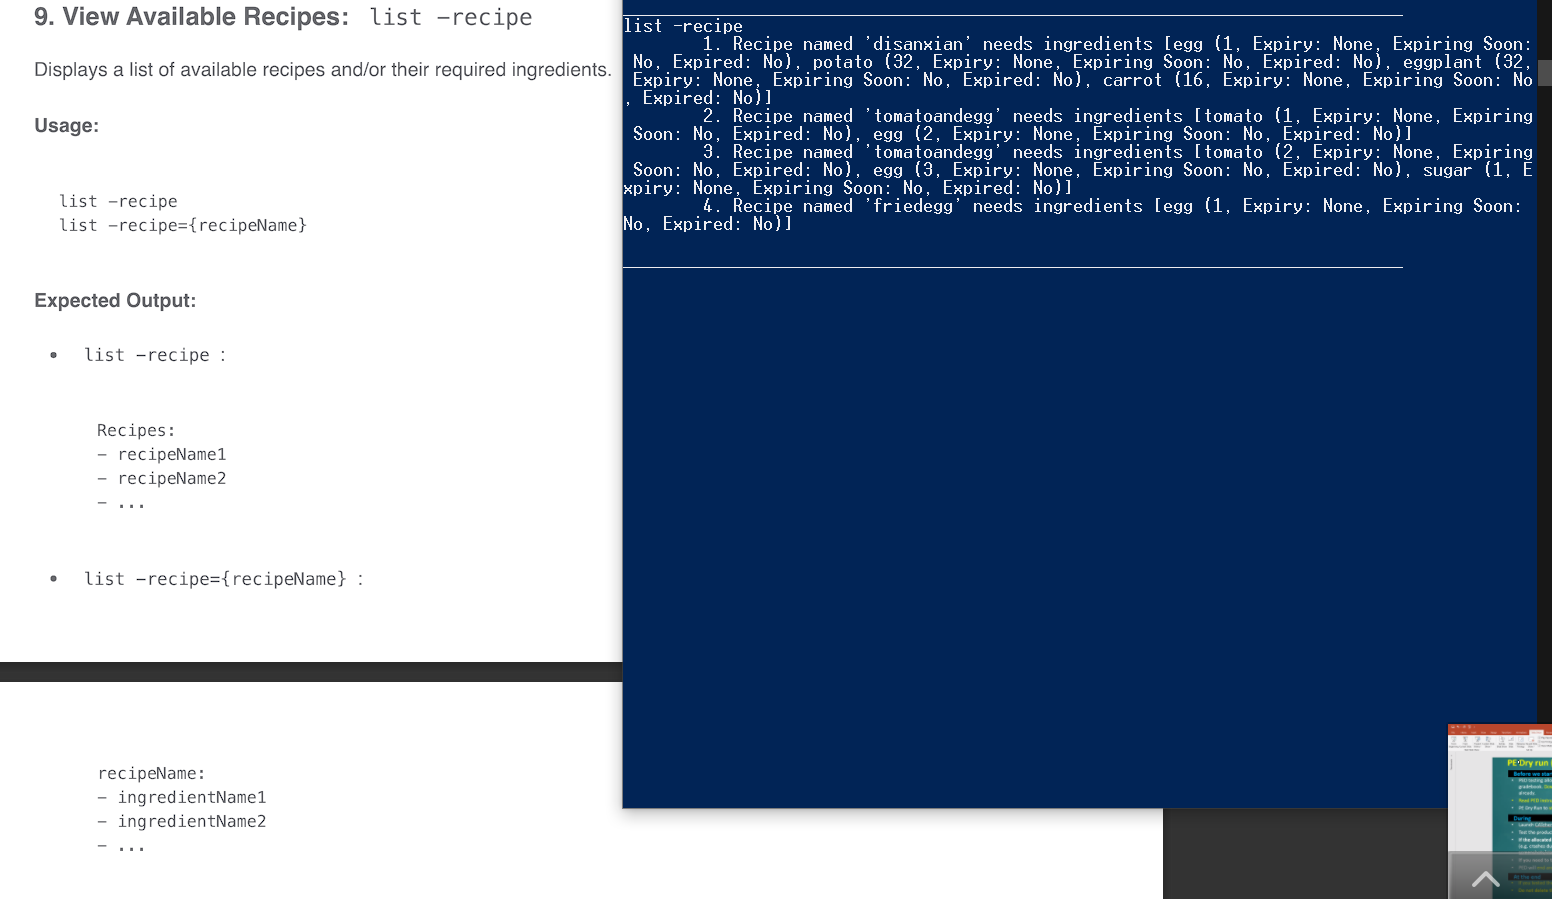 9. View Available Recipes: list –recipe
Displays a list of available recipes and/or their required ingredients.
Usage:
list –recipe
list –recipe={recipeName}
Expected Output:
• list –recipe :
Recipes:
– recipeName1
– recipeName2
– ...
• list –recipe={recipeName} :
recipeName:
– ingredientName1
– ingredientName2
– ...
list -recipe
1. Recipe named 'disanxian' needs ingredients [egg (1, Expiry: None, Expiring Soon:
No, Expired: No), potato (32, Expiry: None, Expiring Soon: No, Expired: No), eggplant (32,
Expiry: None, Expiring Soon: No, Expired: No), carrot (16, Expiry: None, Expiring Soon: No
, Expired: No)]
2. Recipe named 'tomatoandegg' needs ingredients [tomato (1, Expiry: None, Expiring
Soon: No, Expired: No), egg (2, Expiry: None, Expiring Soon: No, Expired: No)]
3. Recipe named 'tomatoandegg' needs ingredients [tomato (2, Expiry: None, Expiring
Soon: No, Expired: No), egg (3, Expiry: None, Expiring Soon: No, Expired: No), sugar (1, E
xpiry: None, Expiring Soon: No, Expired: No)]
4. Recipe named 'friedegg' needs ingredients [egg (1, Expiry: None, Expiring Soon:
No, Expired: No)]
PE Dry run
Before we star
During